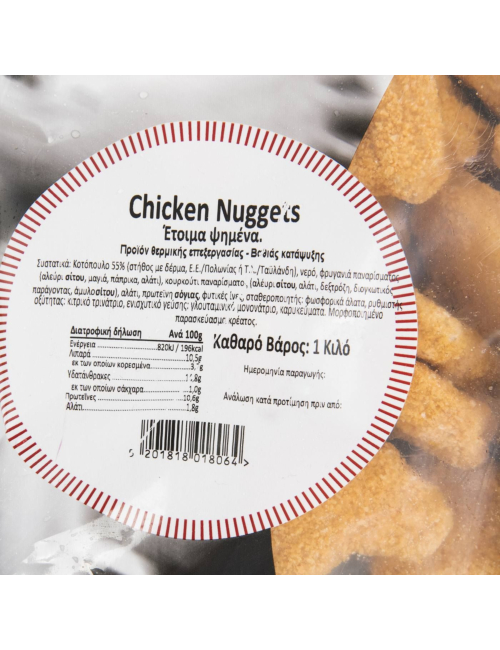 Chicken Nuggets
Έτοιμα ψημένα.
Προϊόν θερμικής επεξεργασίας - Βαθιάς κατάψυξης
Συστατικά: Κοτόπουλο 55% (στήθος με δέρμα, Ε.Ε./Πολωνίας ή Τ. /Ταϋλάνδη), νερό, φρυγανιά παναρίσματος
(αλεύρι σίτου, μαγιά, πάπρικα, αλάτι), κουρκούτι παναρίσματος (αλεύρι σίτου, αλάτι, δεξτρόζη, διογκωτικός
παράγοντας, άμυλο σίτου), αλάτι, πρωτεΐνη σόγιας, φυτικές ίνες, σταθεροποιητής: φωσφορικά άλατα, ρυθμιστής
οξύτητας: κιτρικό τρινάτριο, ενισχυτικό γεύσης: γλουταμινικό μονονάτριο, καρυκεύματα. Μορφοποιημένο
παρασκεύασμα κρέατος.
Διατροφική δήλωση Ανά 100g
Ενέργεια 820kJ / 196kcal
Λιπαρά 10,5g
εκ των οποίων κορεσμένα
Υδατάνθρακες
εκ των οποίων σάκχαρα 1,0g
Πρωτεΐνες 10,6g
Αλάτι 1,8g
Καθαρό Βάρος: 1 Κιλό
Ημερομηνία παραγωγής:
Ανάλωση κατά προτίμηση πριν από:
5 201818 018064 >